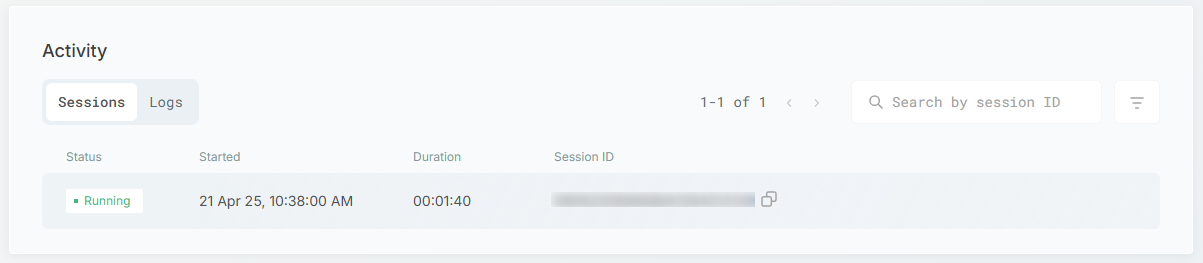 Activity
Sessions Logs 1-1 of 1 Search by session ID
Status Started Duration Session ID
Running 21 Apr 25, 10:38:00 AM 00:01:40